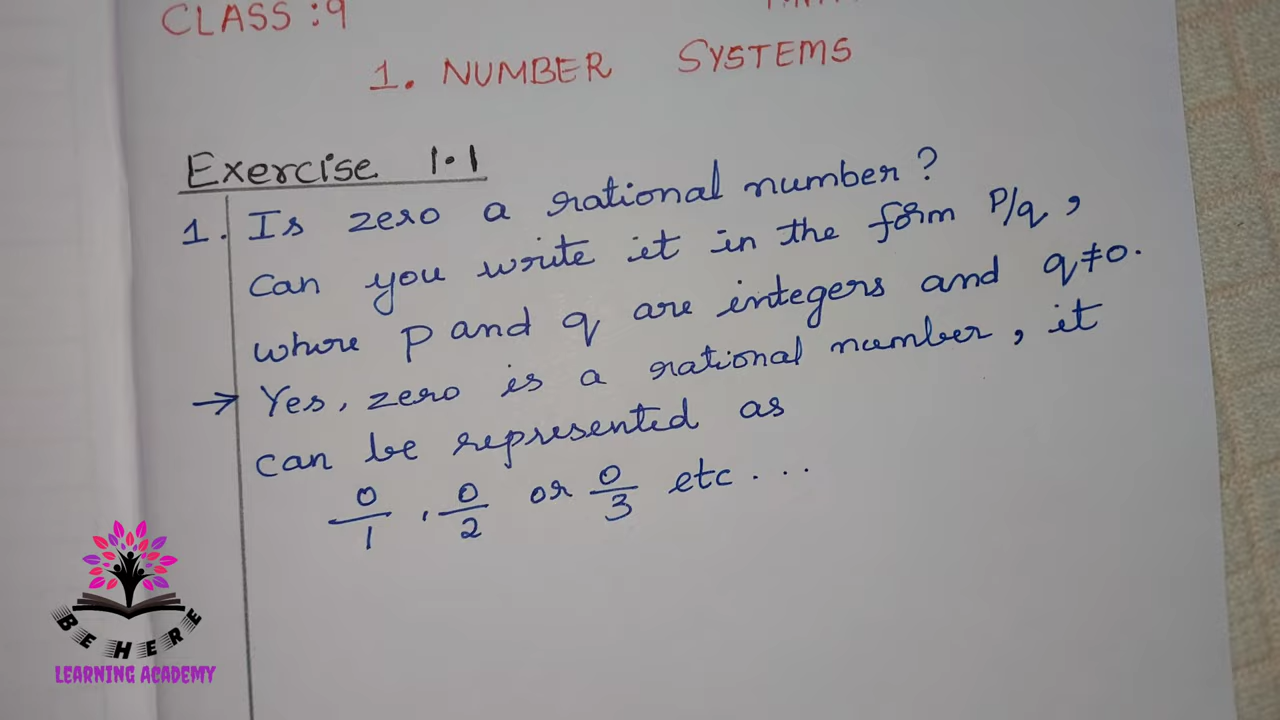 CLASS : 9
1. NUMBER SYSTEMS
Exercise 1.1
1. Is zero a rational number?
Can you write it in the form P/q,
where p and q are integers and q≠0.
→ Yes, zero is a rational number, it
can be represented as
0/1, 0/2 or 0/3 etc...
BE HERE
LEARNING ACADEMY